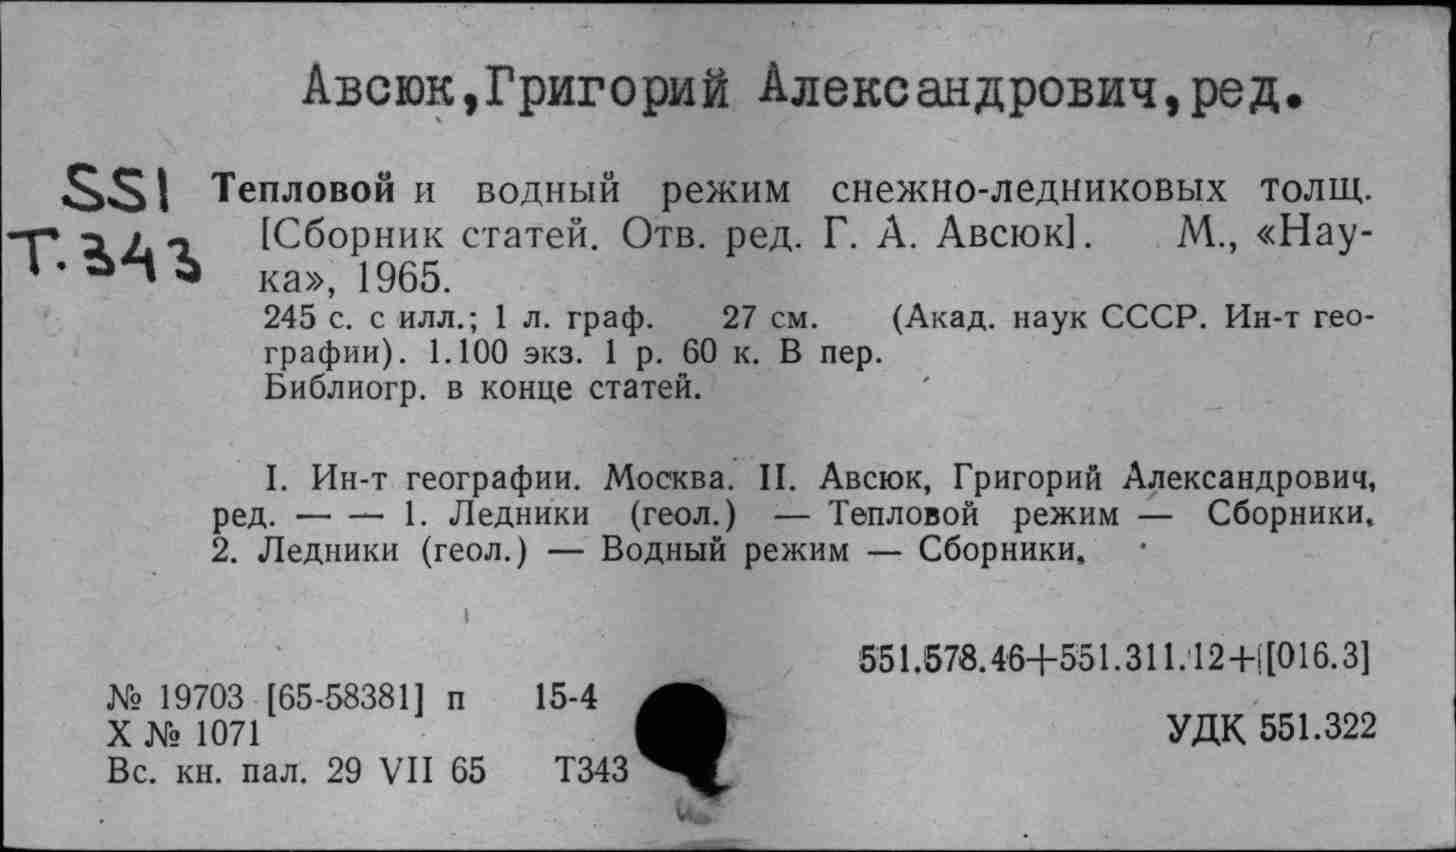 Авсюк,Григорий Александрович,ред.
551 Тепловой и водный режим снежно-ледниковых толщ.
Т.343 [Сборник статей. Отв. ред. Г. А. Авсюк]. М., «Нау-
ка», 1965.
245 с. с илл.; 1 л. граф. 27 см. (Акад. наук СССР. Ин-т гео-
графии). 1.100 экз. 1 р. 60 к. В пер.
Библиогр. в конце статей.
I. Ин-т географии. Москва. II. Авсюк, Григорий Александрович,
ред. — — 1. Ледники (геол.) — Тепловой режим — Сборники.
2. Ледники (геол.) — Водный режим — Сборники.
551.578.46+551.311.12+[016.3]
№ 19703 [65-58381] п 15-4
Х № 1071
УДК 551.322
Вс. кн. пал. 29 VII 65 Т343